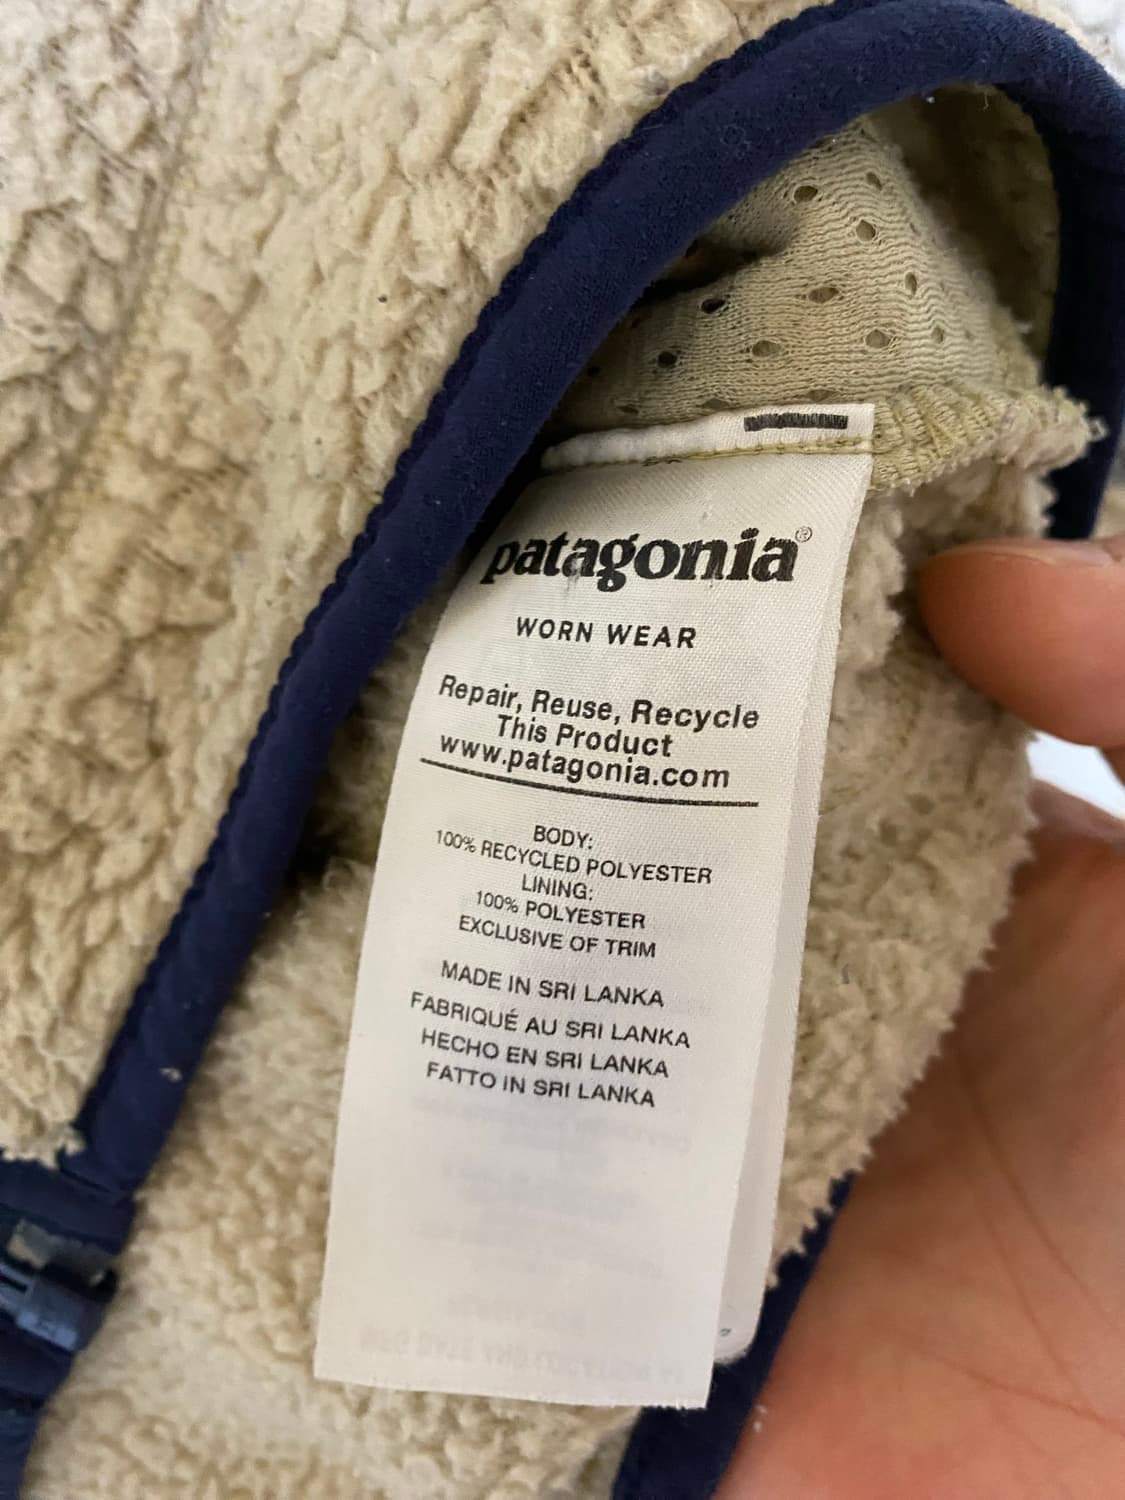 patagonia®
WORN WEAR
Repair, Reuse, Recycle
This Product
www.patagonia.com
BODY:
100% RECYCLED POLYESTER
LINING:
100% POLYESTER
EXCLUSIVE OF TRIM
MADE IN SRI LANKA
FABRIQUÉ AU SRI LANKA
HECHO EN SRI LANKA
FATTO IN SRI LANKA